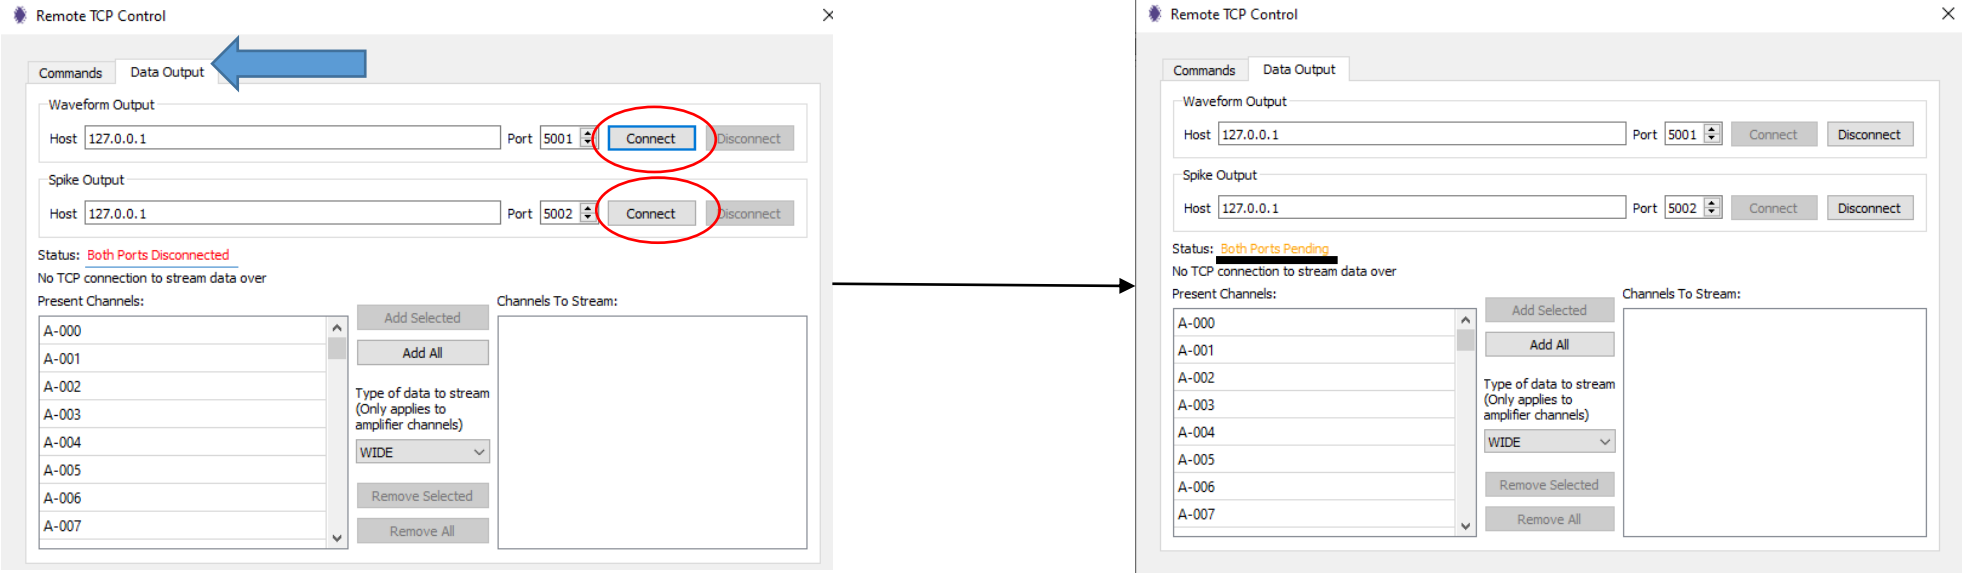 Remote TCP Control
Commands
Data Output
Waveform Output
Host 127.0.0.1 Port 5001 Connect Disconnect
Spike Output
Host 127.0.0.1 Port 5002 Connect Disconnect
Status: Both Ports Disconnected
No TCP connection to stream data over
Present Channels:
A-000
A-001
A-002
A-003
A-004
A-005
A-006
A-007
Add Selected
Add All
Type of data to stream
(Only applies to
amplifier channels)
WIDE
Remove Selected
Remove All
Channels To Stream:
Remote TCP Control
Commands
Data Output
Waveform Output
Host 127.0.0.1 Port 5001 Connect Disconnect
Spike Output
Host 127.0.0.1 Port 5002 Connect Disconnect
Status: Both Ports Pending
No TCP connection to stream data over
Present Channels:
A-000
A-001
A-002
A-003
A-004
A-005
A-006
A-007
Add Selected
Add All
Type of data to stream
(Only applies to
amplifier channels)
WIDE
Remove Selected
Remove All
Channels To Stream: